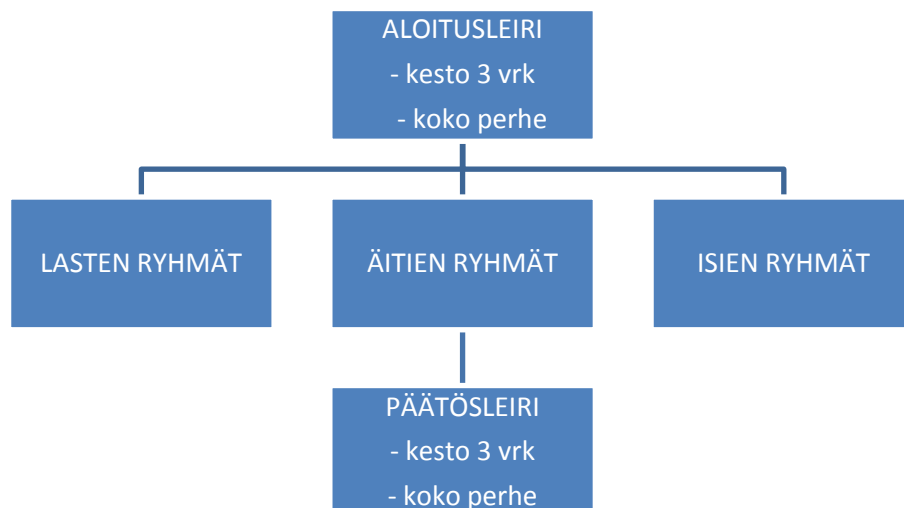 ALOITUSLEIRI
- kesto 3 vrk
- koko perhe
LASTEN RYHMÄT
ÄITIEN RYHMÄT
ISIEN RYHMÄT
PÄÄTÖSLEIRI
- kesto 3 vrk
- koko perhe